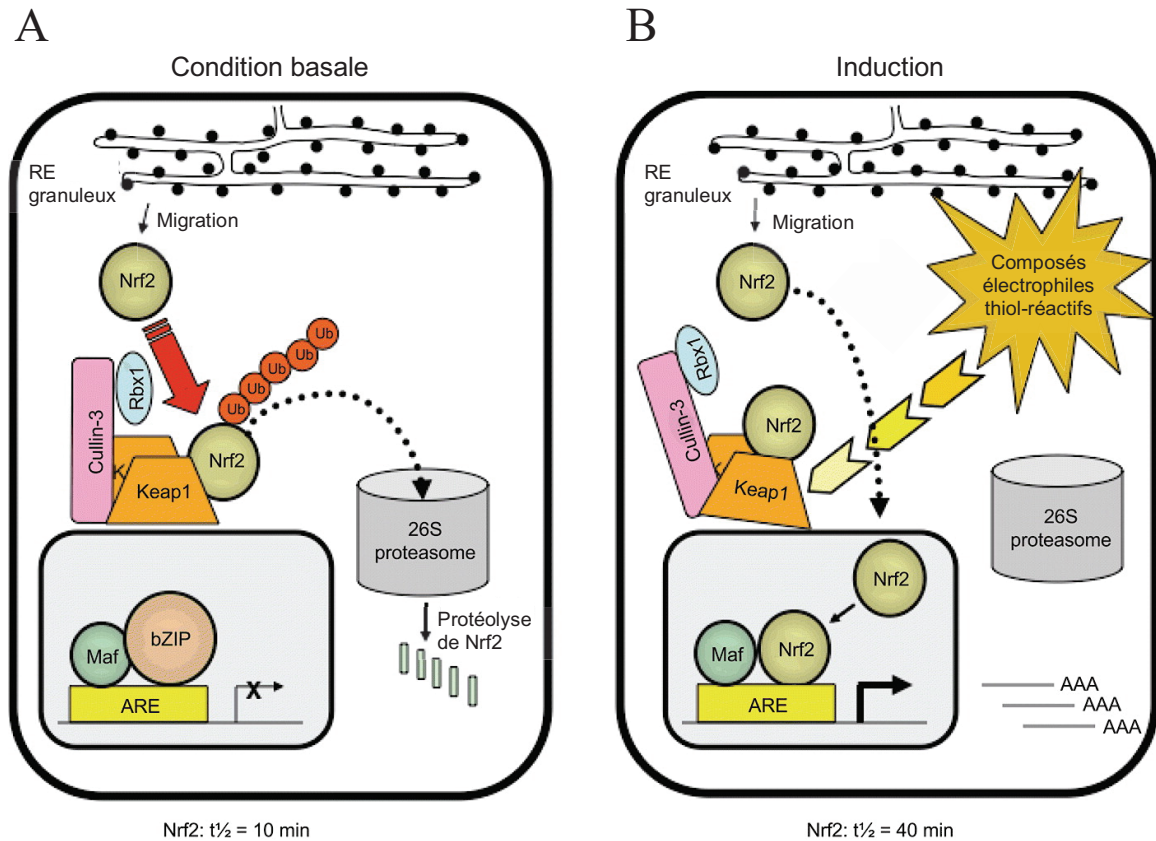 A
Condition basale
RE
granuleux
Migration
Nrf2
Rbx1
Cullin-3
Ub
Ub
Ub
Ub
Ub
Nrf2
K
Keap1
26S
proteasome
Protéolyse
de Nrf2
Maf
bZIP
ARE
X
Nrf2: t½ = 10 min
B
Induction
RE
granuleux
Migration
Nrf2
Composés
électrophiles
thiol-réactifs
Rbx1
Cullin-3
Nrf2
Keap1
26S
proteasome
Nrf2
Maf
Nrf2
ARE
AAA
AAA
AAA
Nrf2: t½ = 40 min